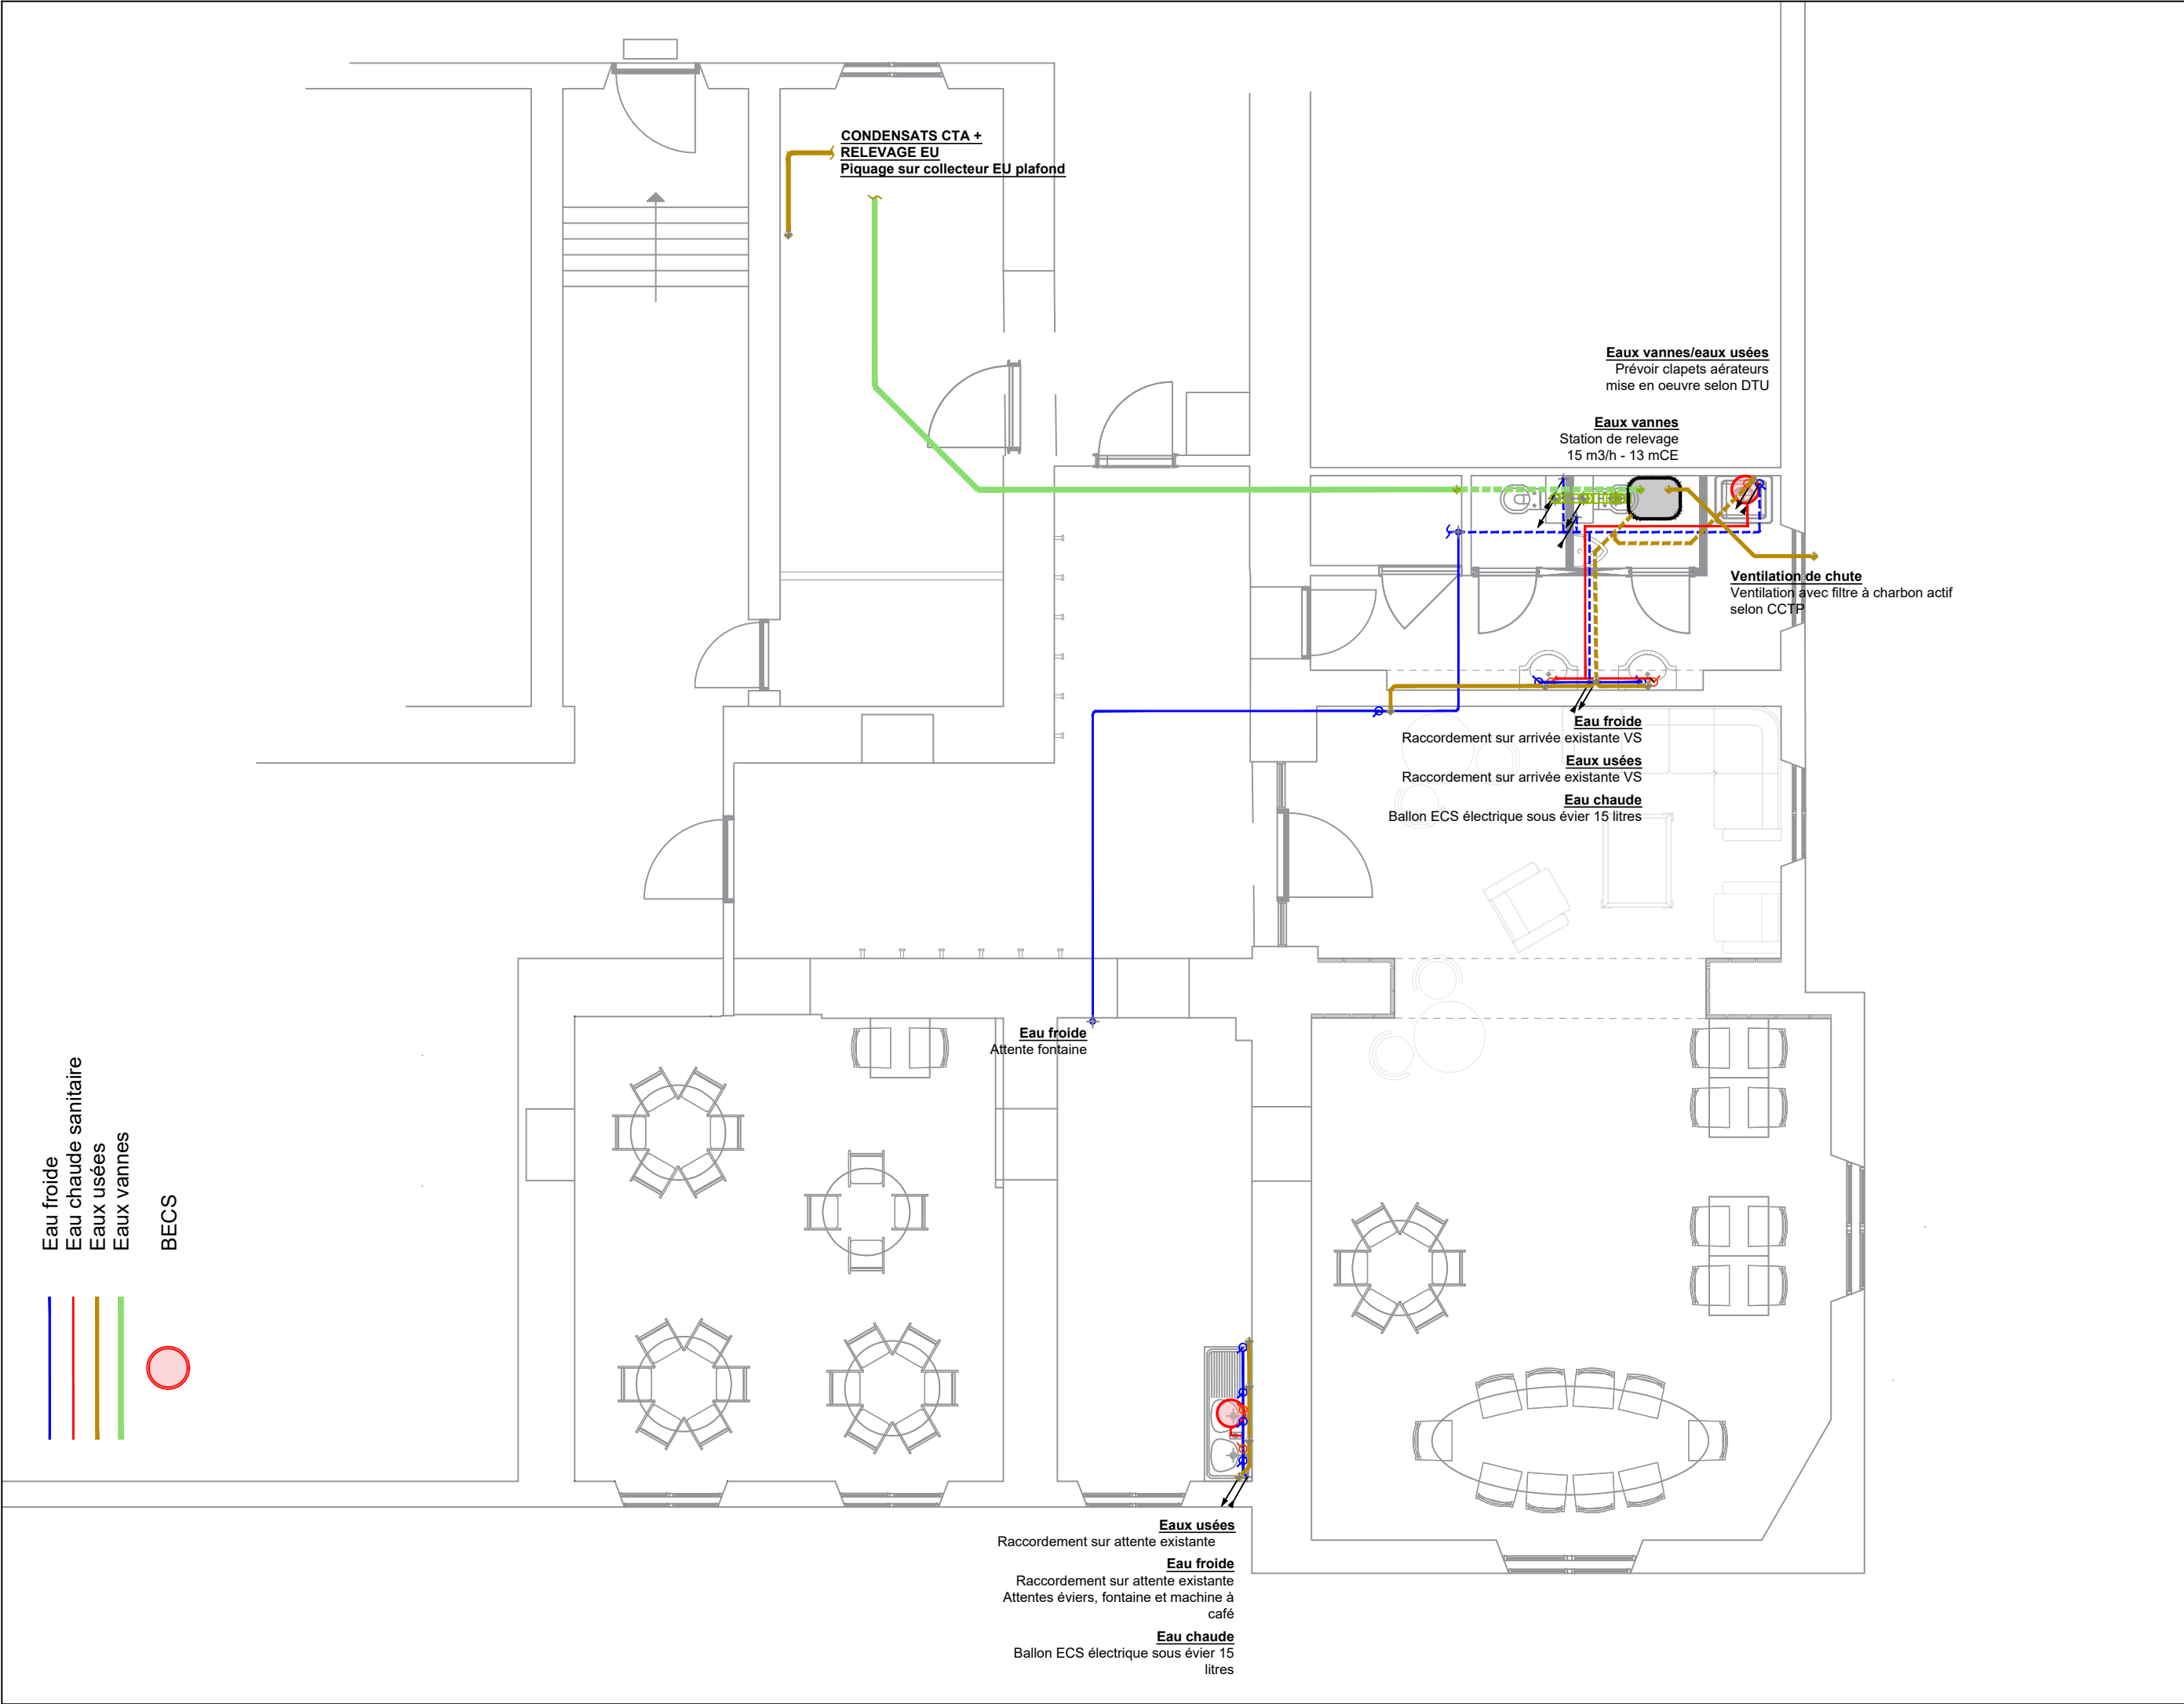 CONDENSATS CTA +
RELEVAGE EU
Piquage sur collecteur EU plafond
Eaux vannes/eaux usées
Prévoir clapets aérateurs
mise en oeuvre selon DTU
Eaux vannes
Station de relevage
15 m3/h - 13 mCE
Ventilation de chute
Ventilation avec filtre à charbon actif
selon CCTP
Eau froide
Raccordement sur arrivée existante VS
Eaux usées
Raccordement sur arrivée existante VS
Eau chaude
Ballon ECS électrique sous évier 15 litres
Eau froide
Attente fontaine
Eau froide
Eau chaude sanitaire
Eaux usées
Eaux vannes
BECS
Eaux usées
Raccordement sur attente existante
Eau froide
Raccordement sur attente existante
Attentes éviers, fontaine et machine à
café
Eau chaude
Ballon ECS électrique sous évier 15
litres